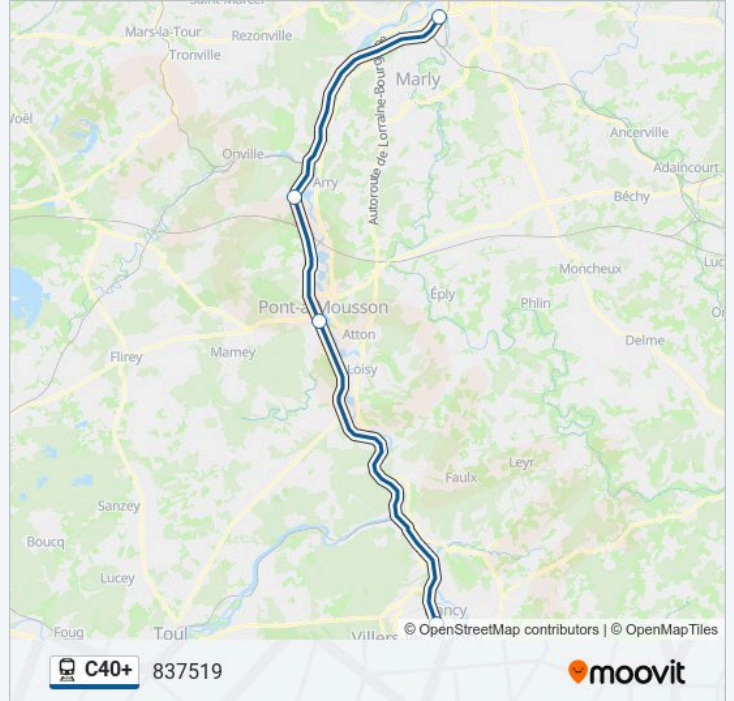 Mars-la-Tour
Rezonville
Tronville
Marly
Autoroute de Lorraine-Bourgogne
Ancerville
Onville
Adaincourt
Arry
Béchy
Moncheux
Éply
Phlin
Pont-à-Mousson
Atton
Delme
Flirey
Mamey
Loisy
Leyr
Faulx
Sanzey
Boucq
Lucey
ancy
Foug
Toul
Villers
© OpenStreetMap contributors | © OpenMapTiles
C40+ 837519
moovit